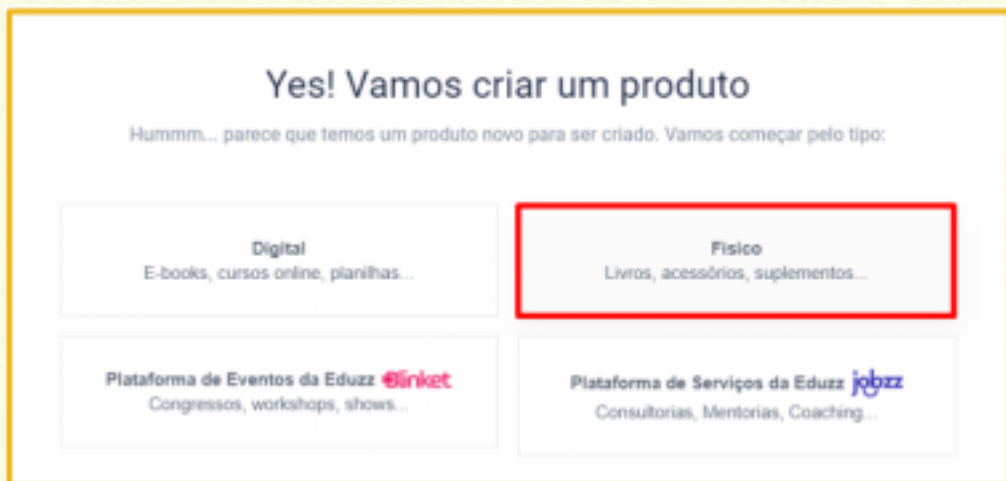 Yes! Vamos criar um produto
Hummm... parece que temos um produto novo para ser criado. Vamos começar pelo tipo:
Digital
E-books, cursos online, planilhas...
Físico
Livros, acessórios, suplementos...
Plataforma de Eventos da Eduzz Blinket
Congressos, workshops, shows...
Plataforma de Serviços da Eduzz jobzz
Consultorias, Mentorias, Coaching...